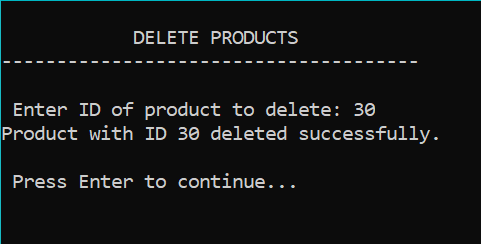 DELETE PRODUCTS
--------------------------------------
Enter ID of product to delete: 30
Product with ID 30 deleted successfully.
Press Enter to continue...